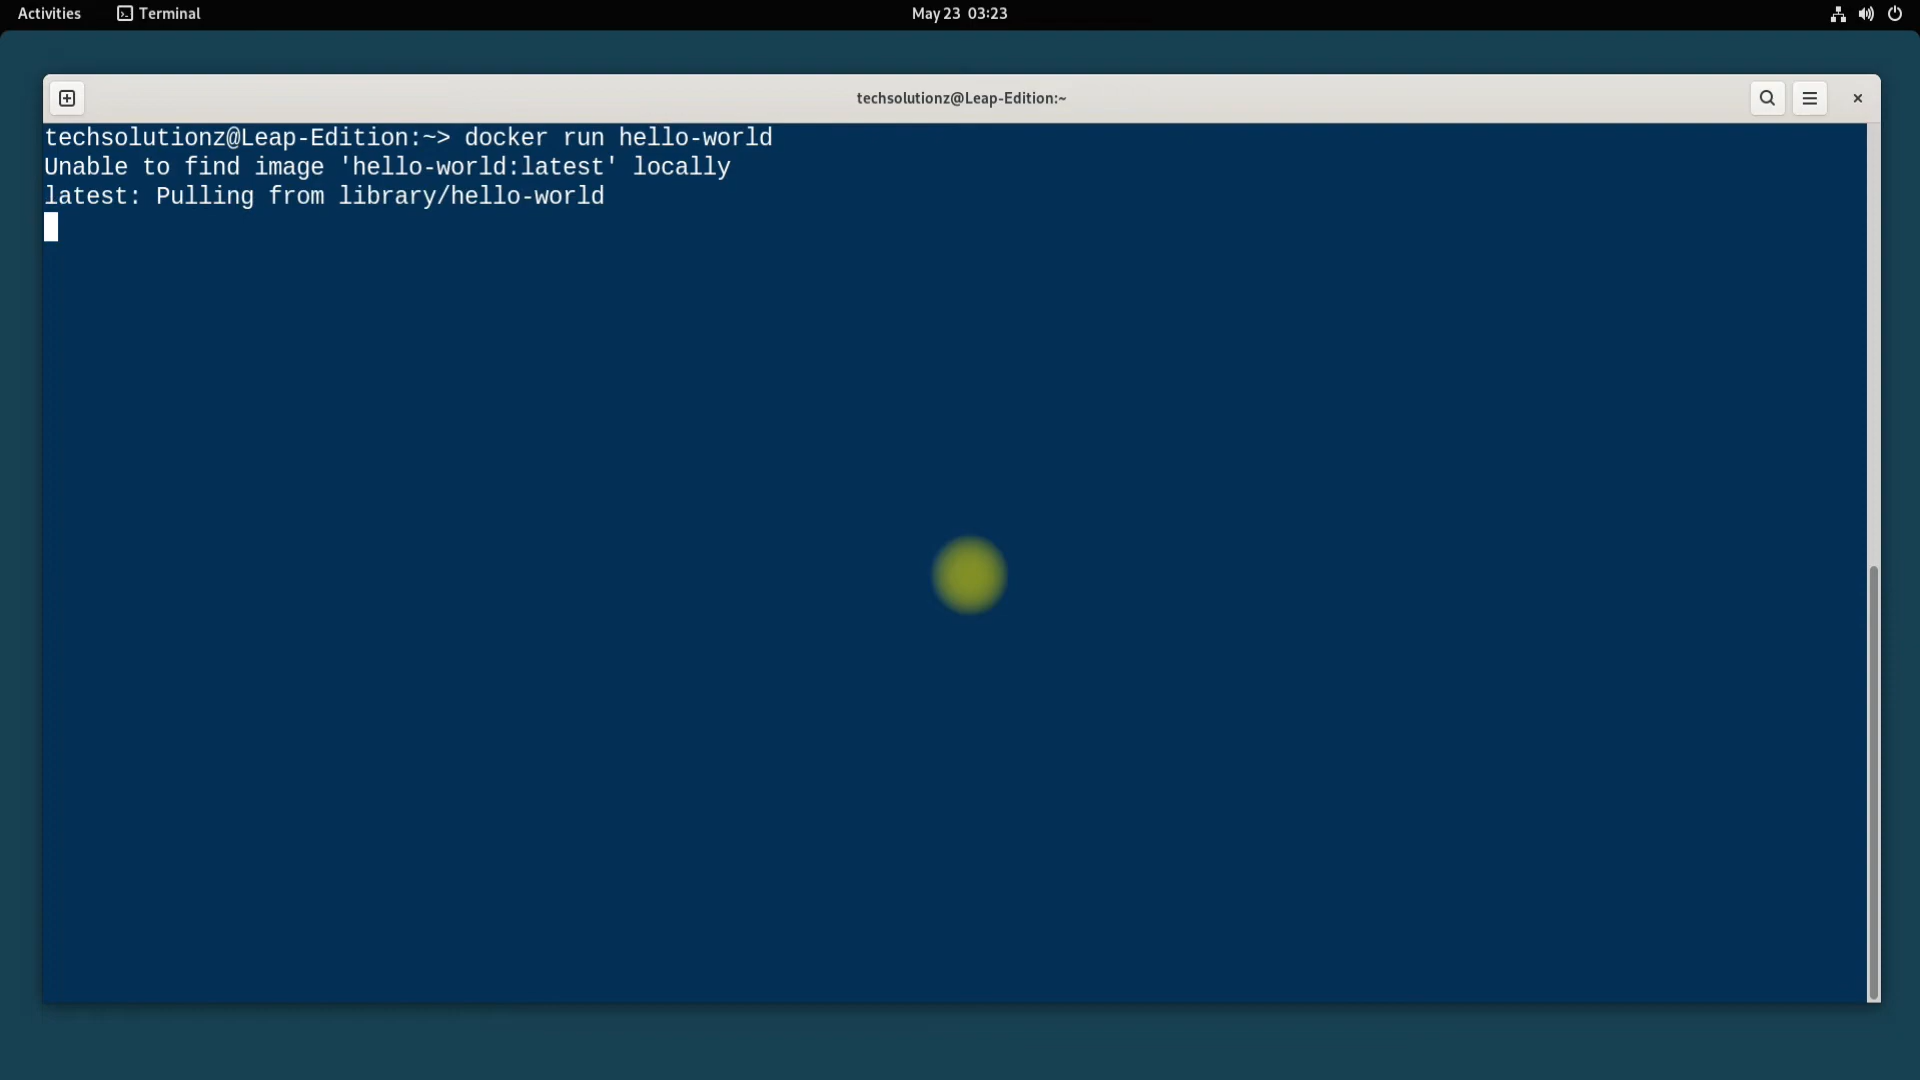 Activities Terminal May 23 03:23
techsolutionz@Leap-Edition:~
techsolutionz@Leap-Edition:~> docker run hello-world
Unable to find image 'hello-world:latest' locally
latest: Pulling from library/hello-world